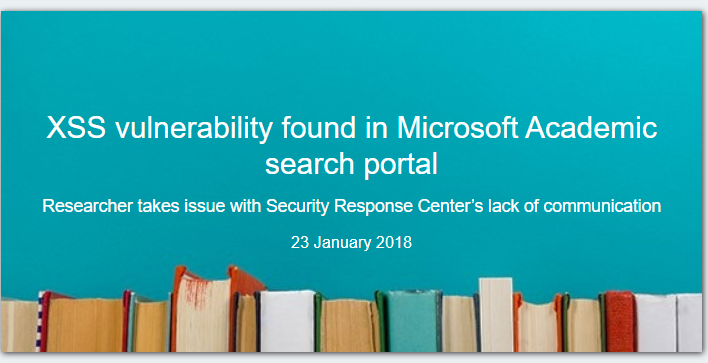 XSS vulnerability found in Microsoft Academic
search portal
Researcher takes issue with Security Response Center's lack of communication
23 January 2018